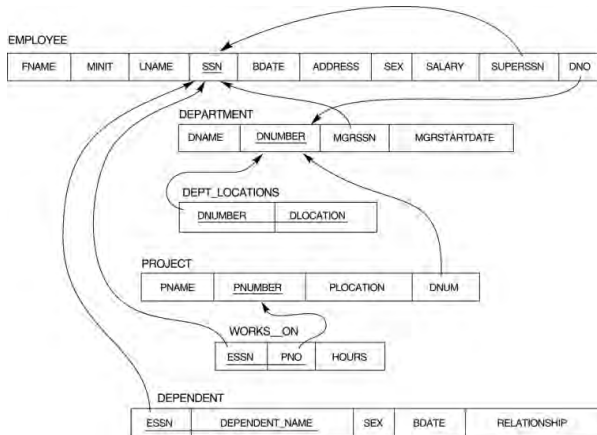 EMPLOYEE
FNAME MINIT LNAME SSN BDATE ADDRESS SEX SALARY SUPERSSN DNO
DEPARTMENT
DNAME DNUMBER MGRSSN MGRSTARTDATE
DEPT_LOCATIONS
DNUMBER DLOCATION
PROJECT
PNAME PNUMBER PLOCATION DNUM
WORKS_ON
ESSN PNO HOURS
DEPENDENT
ESSN DEPENDENT_NAME SEX BDATE RELATIONSHIP